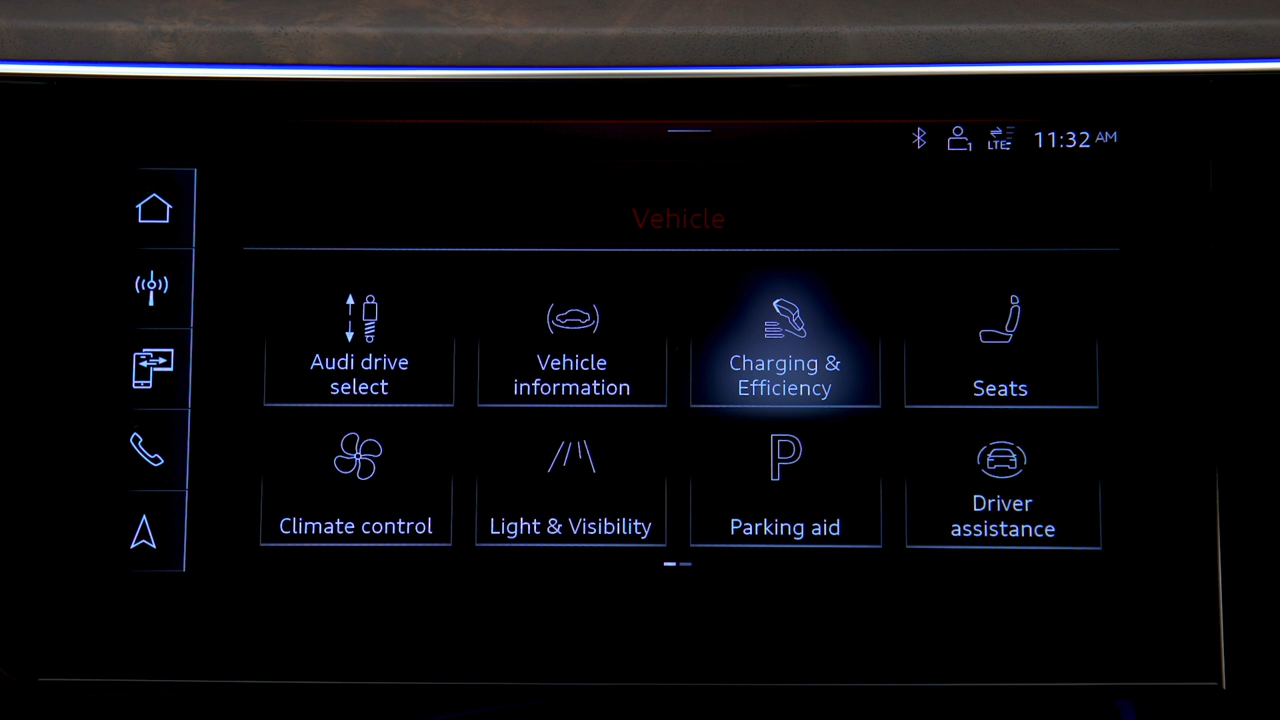 11:32 AM
1
LTE
Vehicle
Audi drive
select
Vehicle
information
Charging &
Efficiency
Seats
Climate control
Light & Visibility
P
Parking aid
Driver
assistance